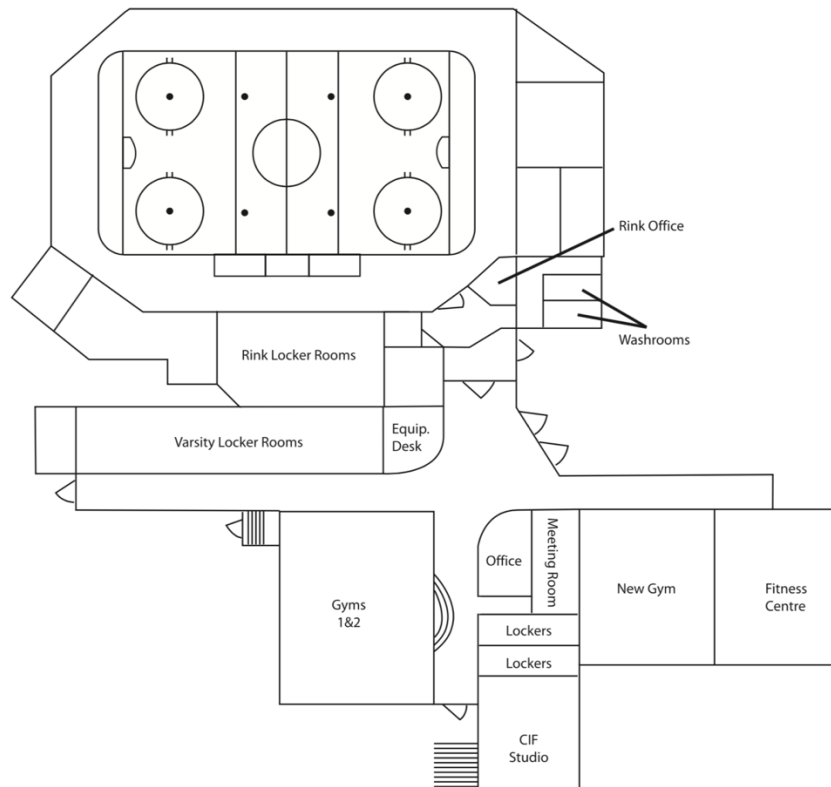 Rink Office
Washrooms
Rink Locker Rooms
Varsity Locker Rooms
Equip.
Desk
Office
Meeting Room
Gyms
1&2
New Gym
Fitness
Centre
Lockers
Lockers
CIF
Studio